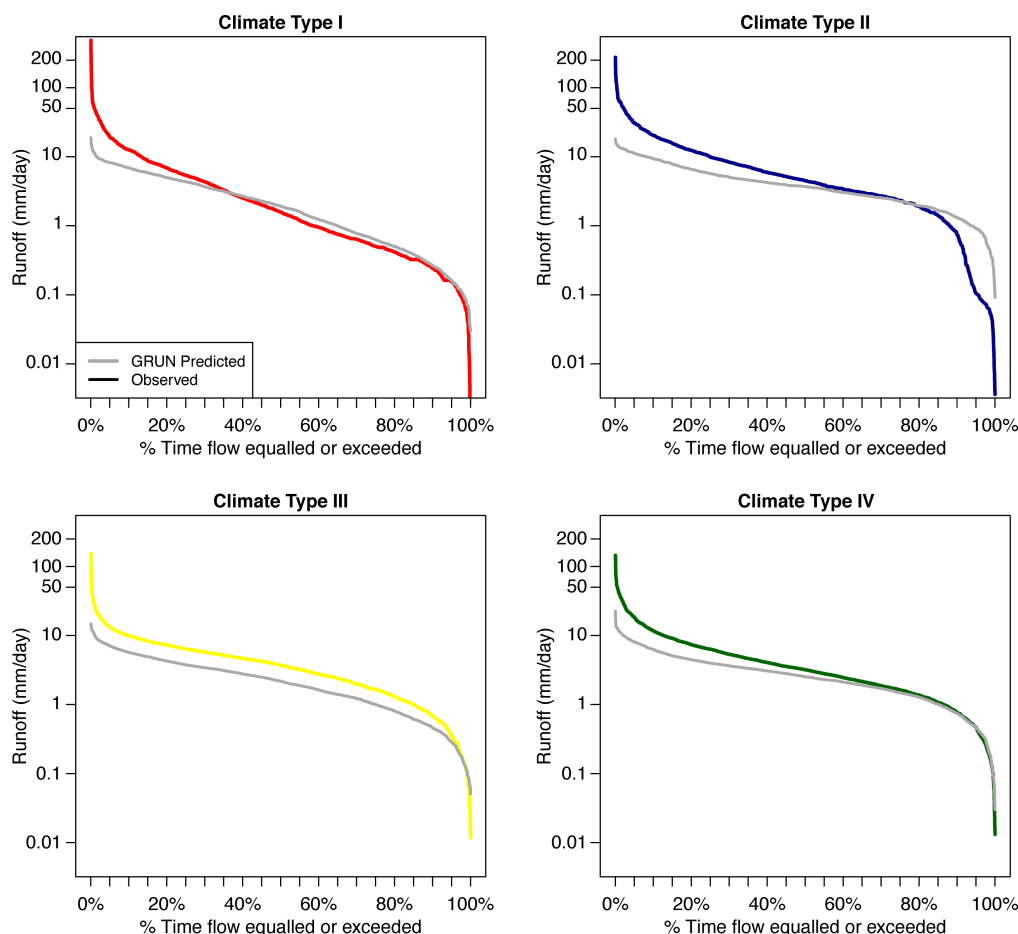 Climate Type I
200
100
50
10
1
0.1
0.01
Runoff (mm/day)
GRUN Predicted
Observed
0% 20% 40% 60% 80% 100%
% Time flow equalled or exceeded
Climate Type II
200
100
50
10
1
0.1
0.01
Runoff (mm/day)
0% 20% 40% 60% 80% 100%
% Time flow equalled or exceeded
Climate Type III
200
100
50
10
1
0.1
0.01
Runoff (mm/day)
0% 20% 40% 60% 80% 100%
% Time flow equalled or exceeded
Climate Type IV
200
100
50
10
1
0.1
0.01
Runoff (mm/day)
0% 20% 40% 60% 80% 100%
% Time flow equalled or exceeded